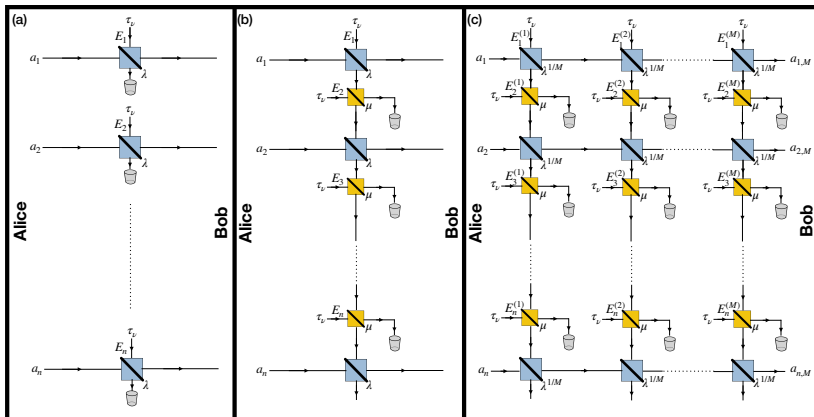 (a)
τ_ν
E_1
a_1
λ
τ_ν
E_2
a_2
λ
Alice
Bob
τ_ν
E_n
a_n
λ
(b)
τ_ν
E_1
a_1
λ
τ_ν E_2
μ
a_2
λ
τ_ν E_3
μ
Alice
Bob
τ_ν E_n
μ
a_n
λ
(c)
τ_ν τ_ν τ_ν
E_1^{(1)} E_1^{(2)} E_1^{(M)}
a_1 a_{1,M}
λ^{1/M} λ^{1/M} λ^{1/M}
τ_ν E_2^{(1)} τ_ν E_2^{(2)} τ_ν E_2^{(M)}
μ μ μ
a_2 a_{2,M}
λ^{1/M} λ^{1/M} λ^{1/M}
τ_ν E_3^{(1)} τ_ν E_3^{(2)} τ_ν E_3^{(M)}
μ μ μ
Alice
Bob
τ_ν E_n^{(1)} τ_ν E_n^{(2)} τ_ν E_n^{(M)}
μ μ μ
a_n a_{n,M}
λ^{1/M} λ^{1/M} λ^{1/M}